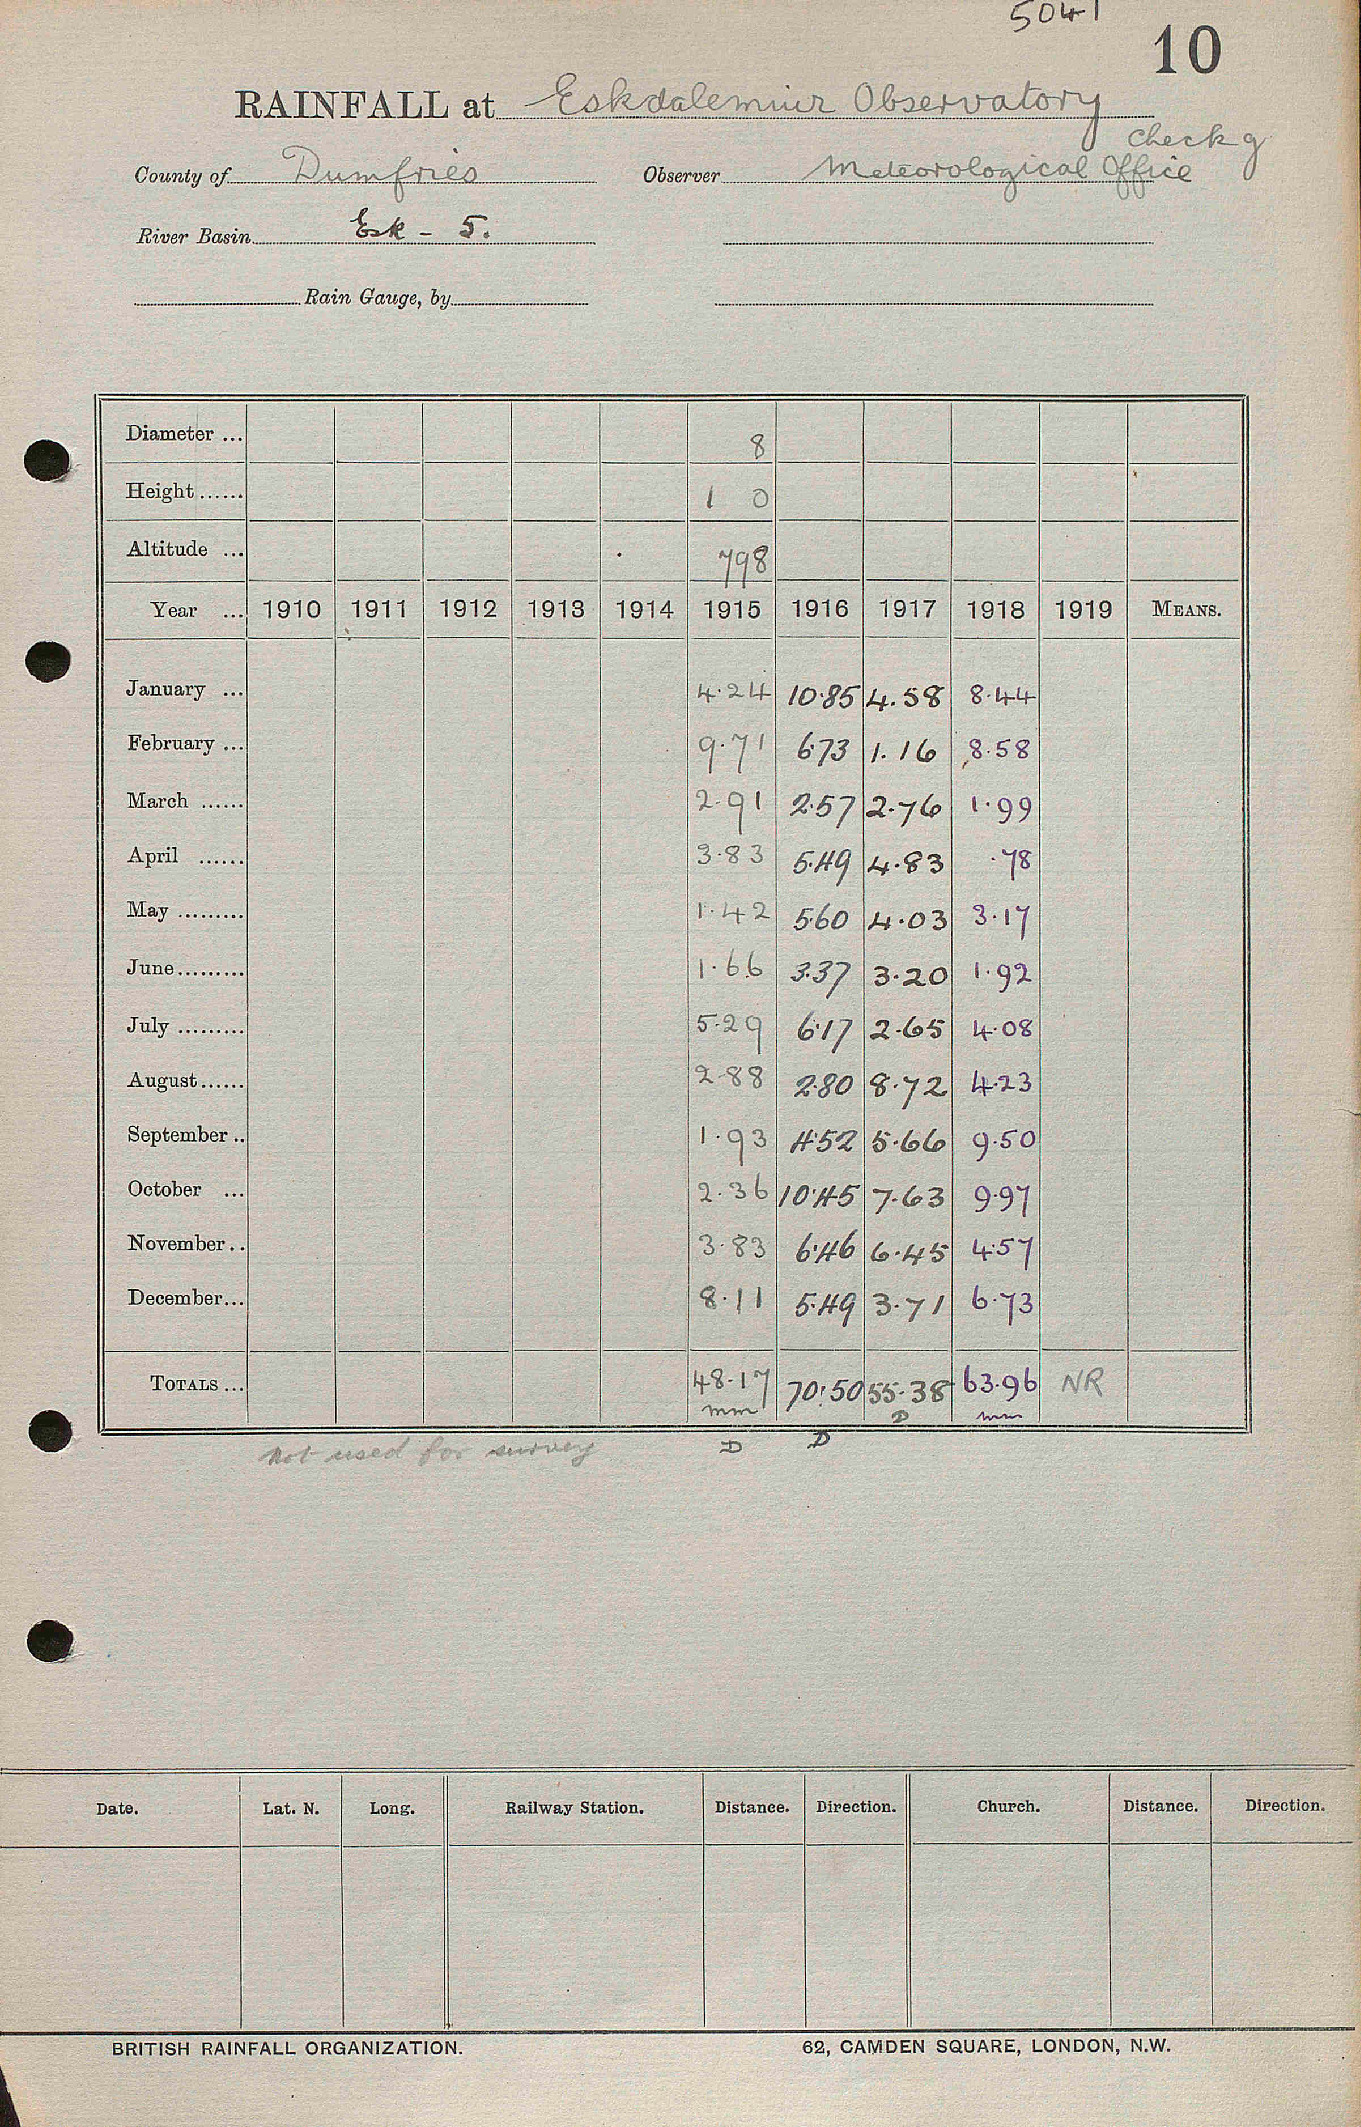 5041
10
RAINFALL at Eskdalemuir Observatory
Check g
County of Dumfries Observer Meteorological Office
River Basin Esk - 5.
Rain Gauge, by
Diameter ... 8
Height ...... 1 0
Altitude ... 798
Year ... 1910 1911 1912 1913 1914 1915 1916 1917 1918 1919 MEANS.
January ... 4.24 10.85 4.58 8.44
February ... 9.71 6.73 1.16 8.58
March ...... 2.91 2.57 2.76 1.99
April ...... 3.83 5.49 4.83 .78
May ......... 1.42 5.60 4.03 3.17
June ......... 1.66 3.37 3.20 1.92
July ......... 5.29 6.17 2.65 4.08
August ...... 2.88 2.80 8.72 4.23
September .. 1.93 4.52 5.66 9.50
October ... 2.36 10.45 7.63 9.97
November .. 3.83 6.46 6.45 4.57
December ... 8.11 5.49 3.71 6.73
TOTALS ... 48.17 70.50 55.38 63.96 NR
mm D mm
not used for survey D D
Date. Lat. N. Long. Railway Station. Distance. Direction. Church. Distance. Direction.
BRITISH RAINFALL ORGANIZATION. 62, CAMDEN SQUARE, LONDON, N.W.